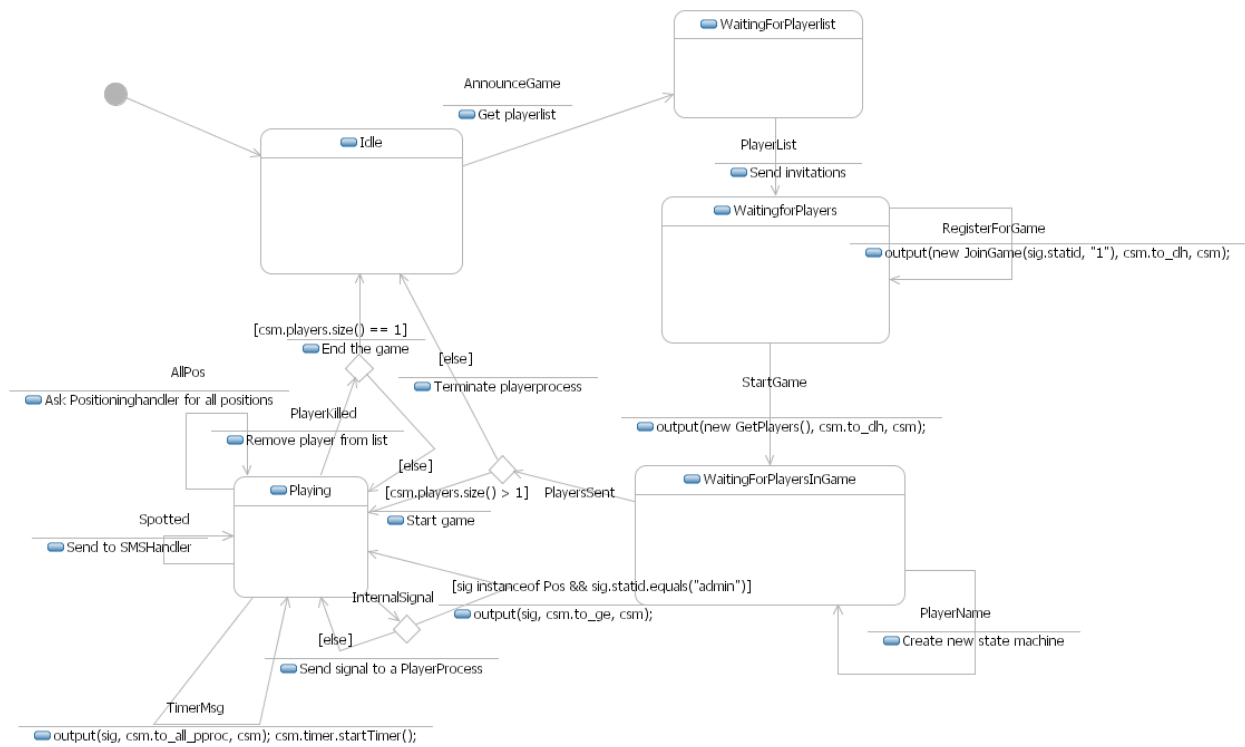 WaitingForPlayerlist
AnnounceGame
Get playerlist
Idle
PlayerList
Send invitations
WaitingforPlayers
RegisterForGame
output(new JoinGame(sig.statid, "1"), csm.to_dh, csm);
[csm.players.size() == 1]
End the game
[else]
Terminate playerprocess
AllPos
Ask Positioninghandler for all positions
StartGame
output(new GetPlayers(), csm.to_dh, csm);
PlayerKilled
Remove player from list
[else]
WaitingForPlayersInGame
Playing
[csm.players.size() > 1]
PlayersSent
Start game
Spotted
Send to SMSHandler
[sig instanceof Pos && sig.statid.equals("admin")]
InternalSignal
output(sig, csm.to_ge, csm);
PlayerName
Create new state machine
[else]
Send signal to a PlayerProcess
TimerMsg
output(sig, csm.to_all_pproc, csm); csm.timer.startTimer();